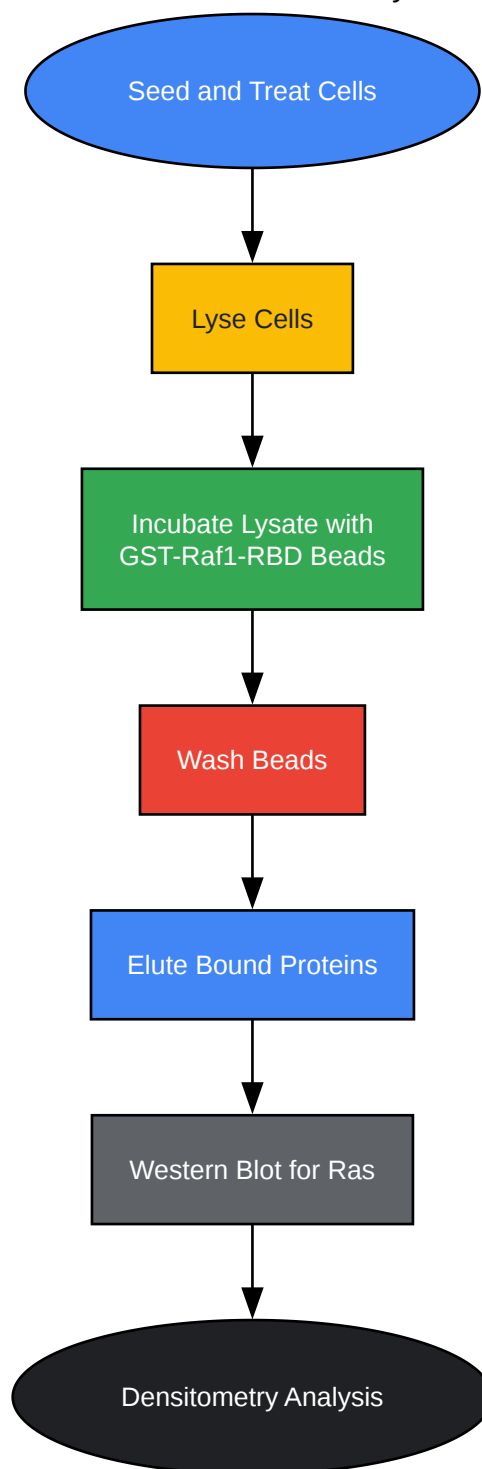 Seed and Treat Cells
Lyse Cells
Incubate Lysate with
GST-Raf1-RBD Beads
Wash Beads
Elute Bound Proteins
Western Blot for Ras
Densitometry Analysis